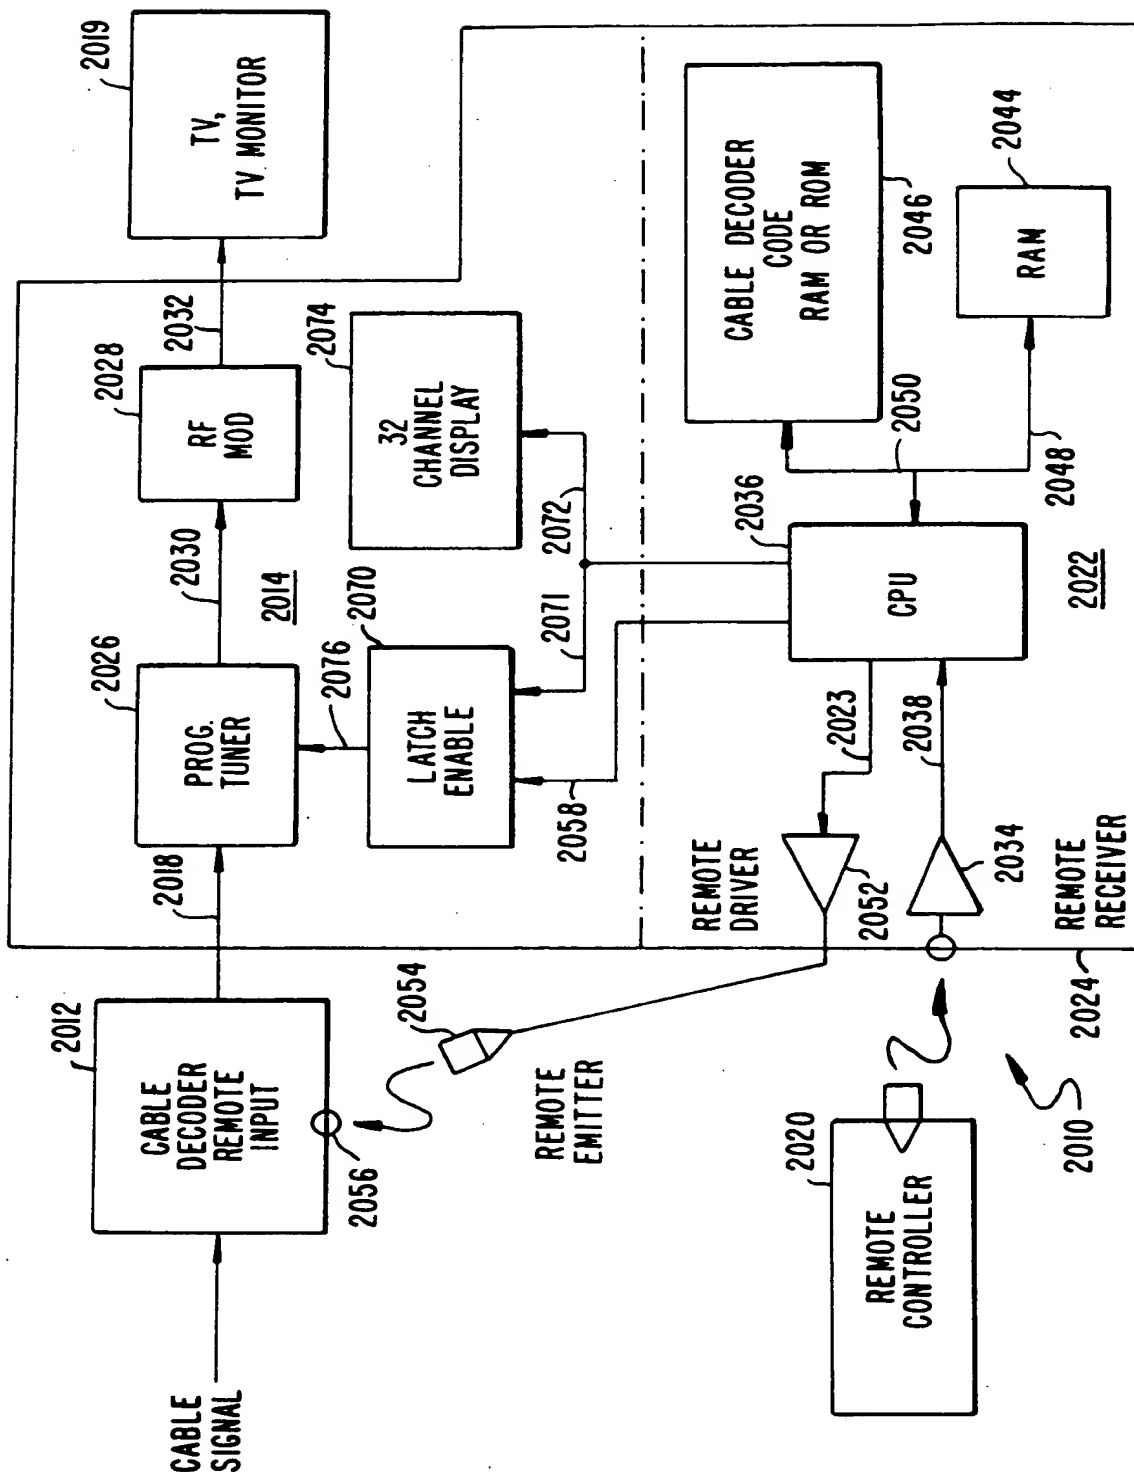 2019
TV,
TV MONITOR
2032
2028
RF
MOD
2030
2014
2026
PROG.
TUNER
2018
2012
CABLE
DECODER
REMOTE
INPUT
2056
CABLE
SIGNAL
2074
32
CHANNEL
DISPLAY
2072
2071
2070
2076
LATCH
ENABLE
2058
2054
REMOTE
EMITTER
CABLE DECODER
CODE
RAM OR ROM
2046
2044
RAM
2050
2048
2036
CPU
2022
2023
2038
REMOTE
DRIVER
2052
2034
REMOTE
RECEIVER
2024
2020
REMOTE
CONTROLLER
2010